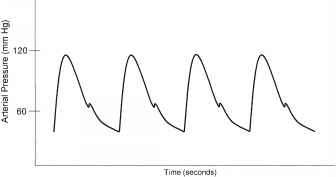 Arterial Pressure (mm Hg)
120
60
Time (seconds)